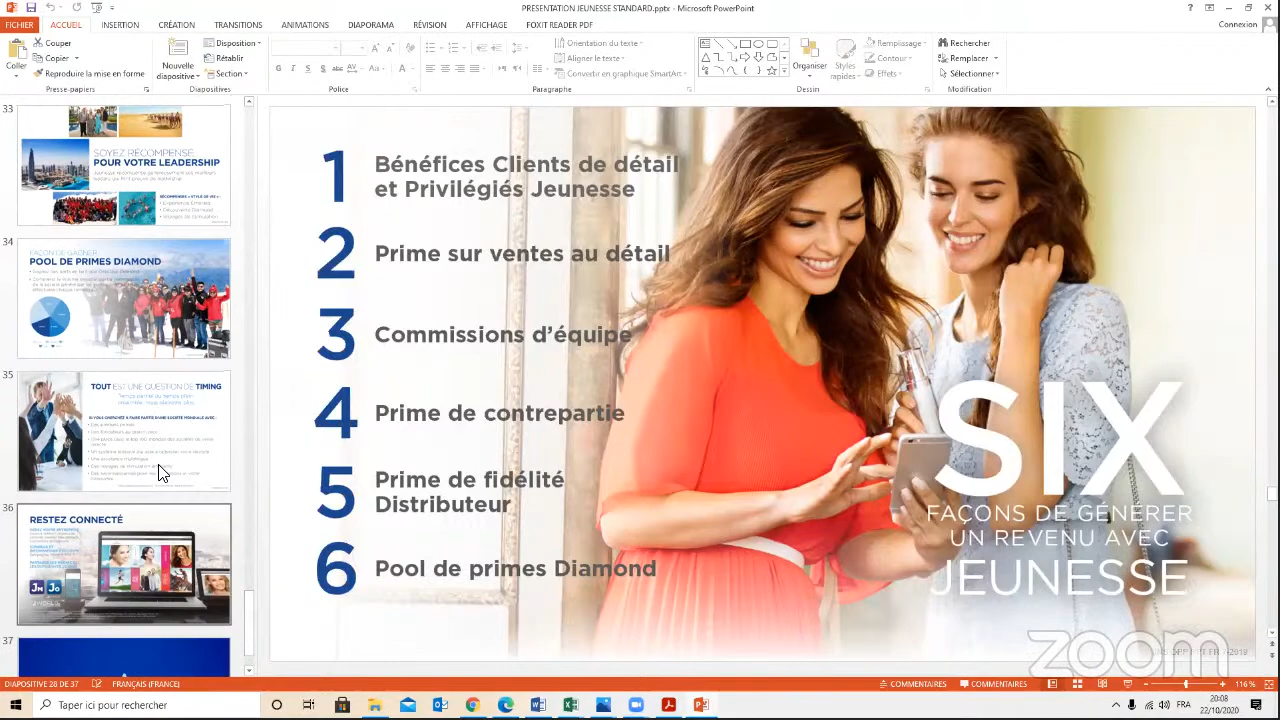 PRESENTATION JEUNESSE STANDARD.pptx - Microsoft PowerPoint
FICHIER ACCUEIL INSERTION CRÉATION TRANSITIONS ANIMATIONS DIAPORAMA RÉVISION AFFICHAGE FOXIT READER PDF Connexion
Coller
Couper
Copier
Reproduire la mise en forme
Presse-papiers
Nouvelle
diapositive
Disposition
Rétabli
Section
Diapositives
G I S S abc AV Aa A
Police
Orientation du texte
Aligner le texte
Convertir en graphique SmartArt
Paragraphe
Organiser
Styles
rapides
Remplissage
Contour
Effets
Dessin
Rechercher
Remplacer
Sélectionner
Modification
33
SOYEZ RÉCOMPENSÉ
POUR VOTRE LEADERSHIP
34
FAÇON DE GAGNER
POOL DE PRIMES DIAMOND
35
TOUT EST UNE QUESTION DE TIMING
36
RESTEZ CONNECTÉ
37
1 Bénéfices Clients de détail
et Privilégiés Jeunesse
2 Prime sur ventes au détail
3 Commissions d'équipe
4 Prime de contrepartie
5 Prime de fidélité
Distributeur
6 Pool de primes Diamond
SIX
FAÇONS DE GÉNÉRER
UN REVENU AVEC
JEUNESSE
zoom
DIAPOSITIVE 28 DE 37 FRANÇAIS (FRANCE) COMMENTAIRES COMMENTAIRES 116 %
Taper ici pour rechercher
FRA
20:08
22/10/2020